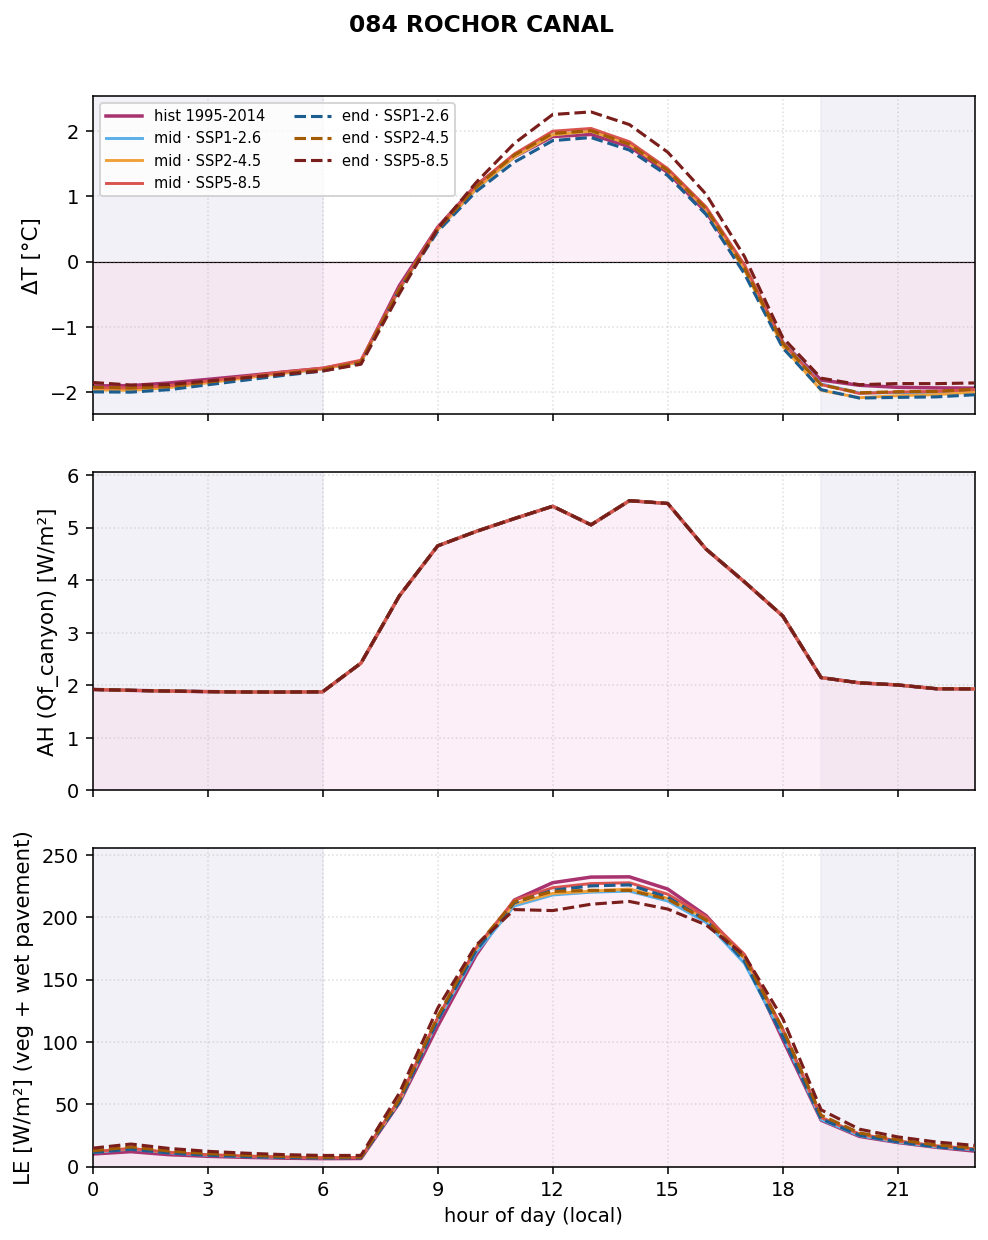 084 ROCHOR CANAL
hist 1995-2014
mid · SSP1-2.6
mid · SSP2-4.5
mid · SSP5-8.5
end · SSP1-2.6
end · SSP2-4.5
end · SSP5-8.5
ΔT [°C]
2
1
0
−1
−2
AH (Qf_canyon) [W/m²]
6
5
4
3
2
1
0
LE [W/m²] (veg + wet pavement)
250
200
150
100
50
0
0 3 6 9 12 15 18 21
hour of day (local)